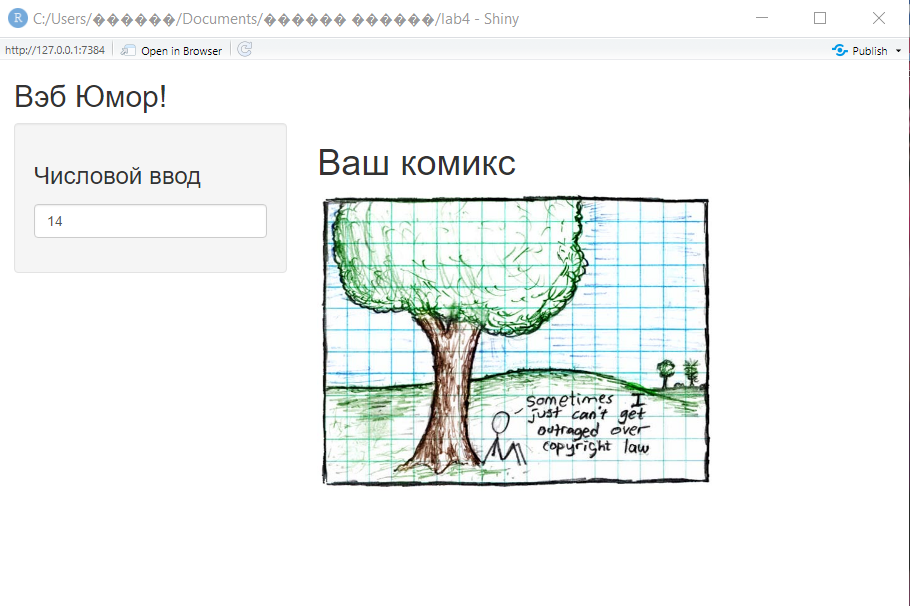 C:/Users/������/Documents/������ ������/lab4 - Shiny
http://127.0.0.1:7384
Open in Browser
Publish
Вэб Юмор!
Числовой ввод
14
Ваш комикс
Sometimes I
just can't get
outraged over
copyright law